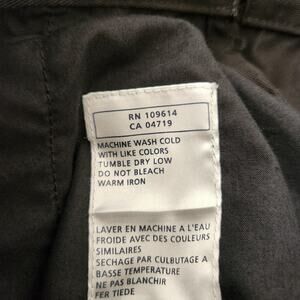 RN 109614
CA 04719
MACHINE WASH COLD
WITH LIKE COLORS
TUMBLE DRY LOW
DO NOT BLEACH
WARM IRON
LAVER EN MACHINE A L'EAU
FROIDE AVEC DES COULEURS
SIMILAIRES
SECHAGE PAR CULBUTAGE A
BASSE TEMPERATURE
NE PAS BLANCHIR
FER TIEDE